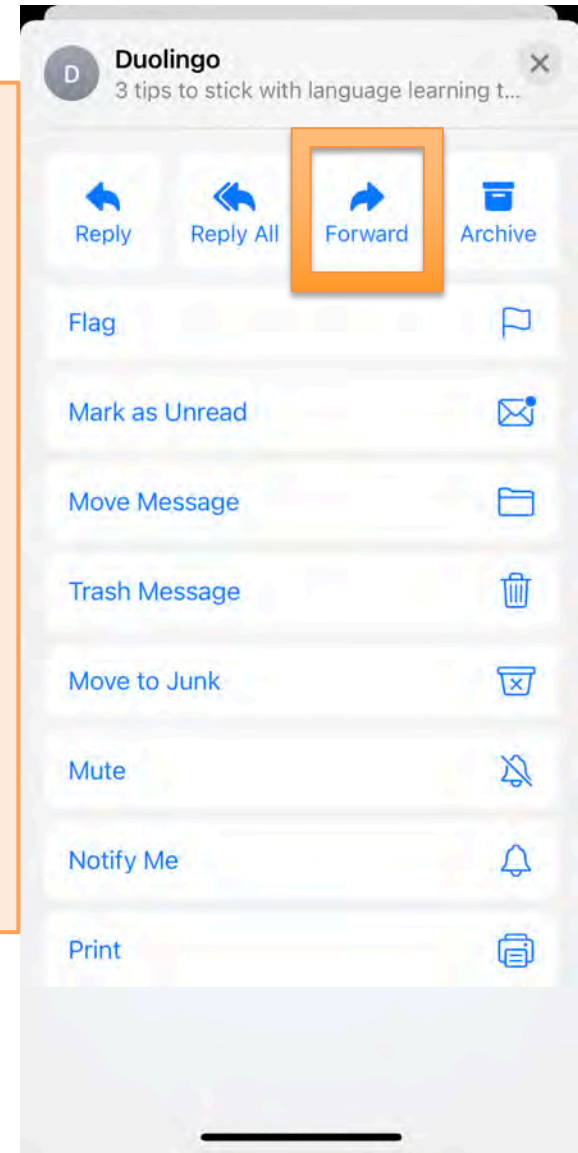 D
Duolingo
3 tips to stick with language learning t...
Reply Reply All Forward Archive
Flag
Mark as Unread
Move Message
Trash Message
Move to Junk
Mute
Notify Me
Print